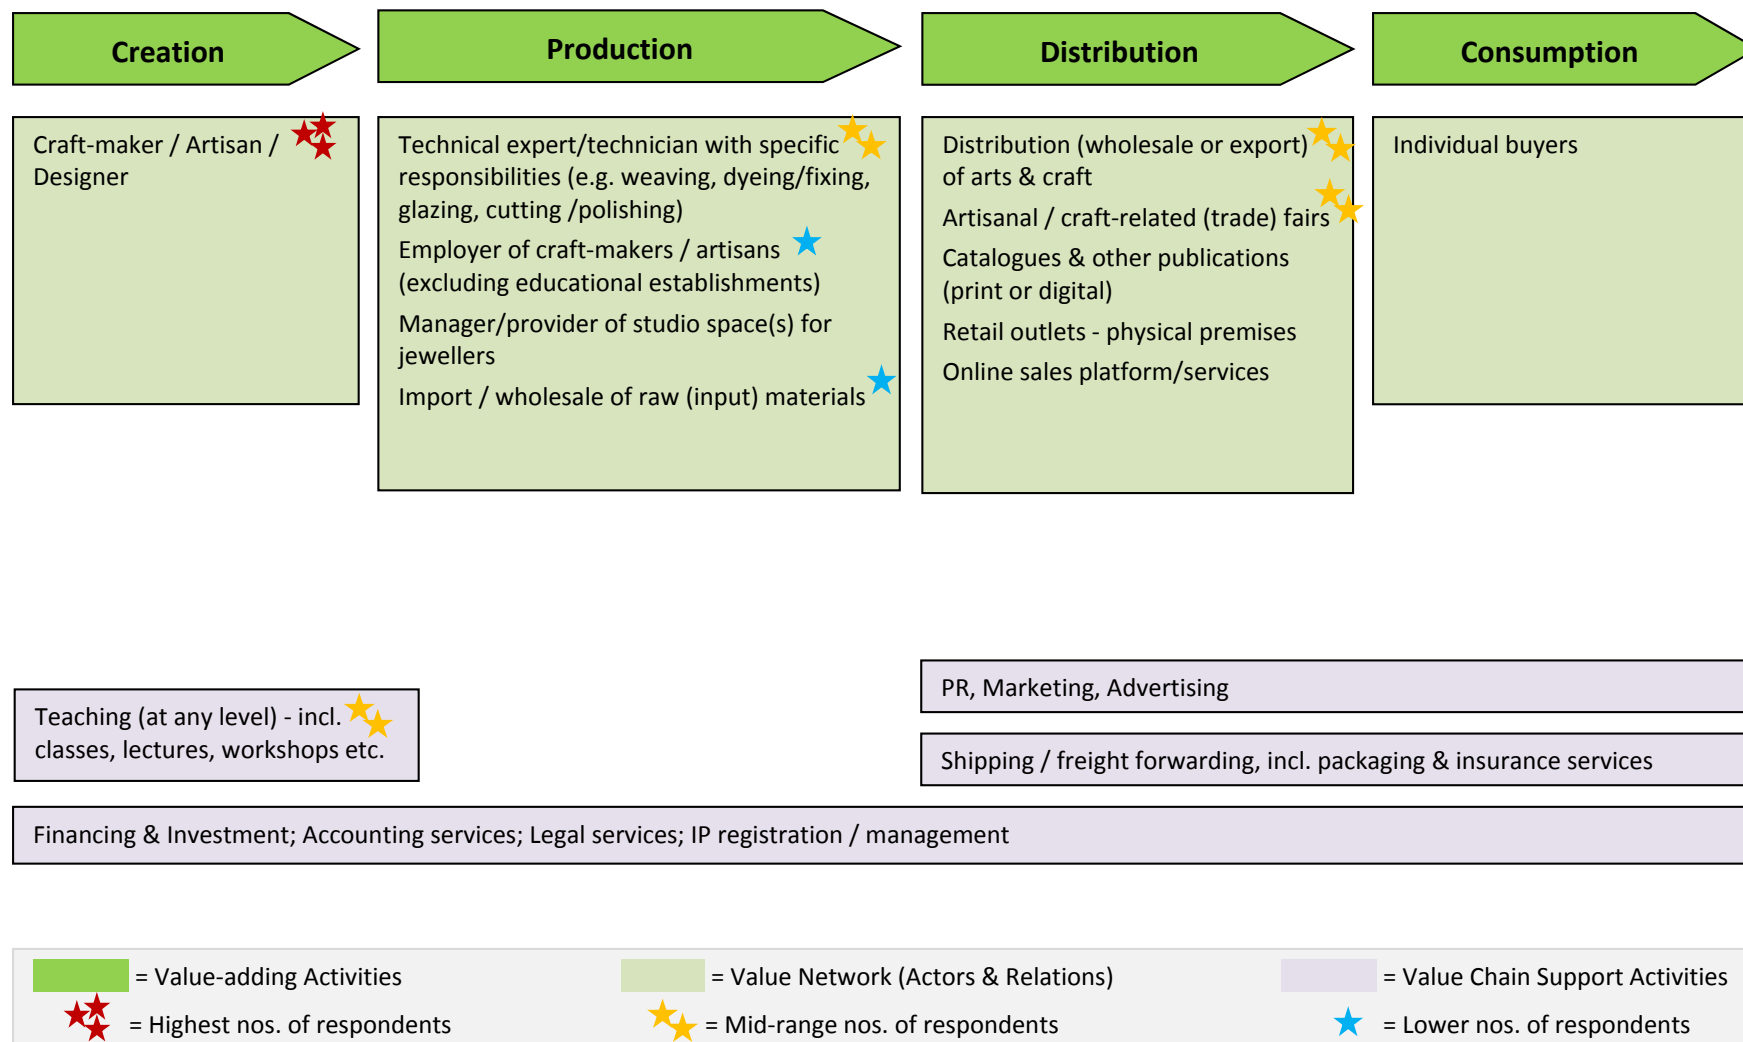 Creation
Production
Distribution
Consumption
Craft-maker / Artisan /
Designer
Technical expert/technician with specific
responsibilities (e.g. weaving, dyeing/fixing,
glazing, cutting /polishing)
Employer of craft-makers / artisans
(excluding educational establishments)
Manager/provider of studio space(s) for
jewellers
Import / wholesale of raw (input) materials
Distribution (wholesale or export)
of arts & craft
Artisanal / craft-related (trade) fairs
Catalogues & other publications
(print or digital)
Retail outlets - physical premises
Online sales platform/services
Individual buyers
Teaching (at any level) - incl.
classes, lectures, workshops etc.
PR, Marketing, Advertising
Shipping / freight forwarding, incl. packaging & insurance services
Financing & Investment; Accounting services; Legal services; IP registration / management
= Value-adding Activities
= Value Network (Actors & Relations)
= Value Chain Support Activities
= Highest nos. of respondents
= Mid-range nos. of respondents
= Lower nos. of respondents